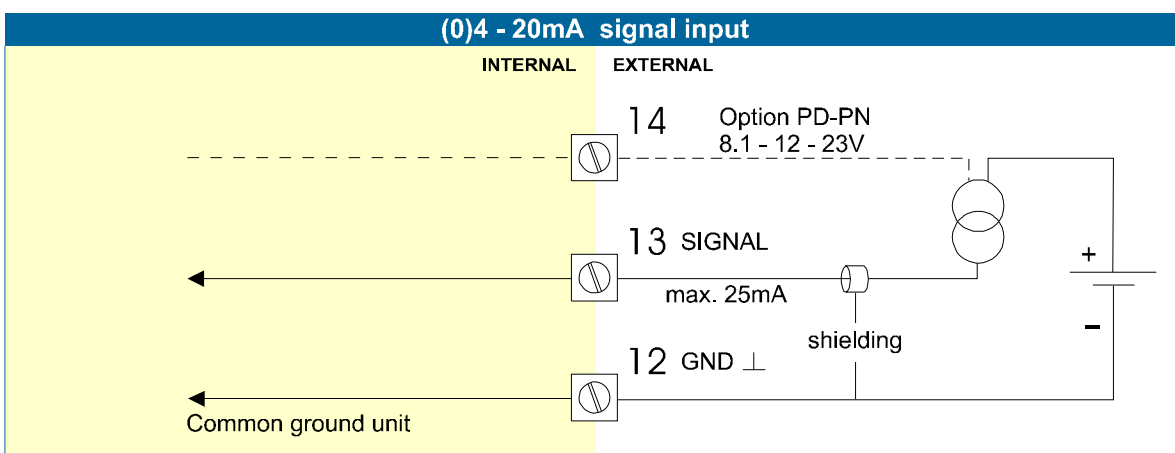 (0)4 - 20mA signal input
INTERNAL EXTERNAL
14 Option PD-PN
8.1 - 12 - 23V
13 SIGNAL
+
max. 25mA
-
shielding
12 GND ⊥
Common ground unit